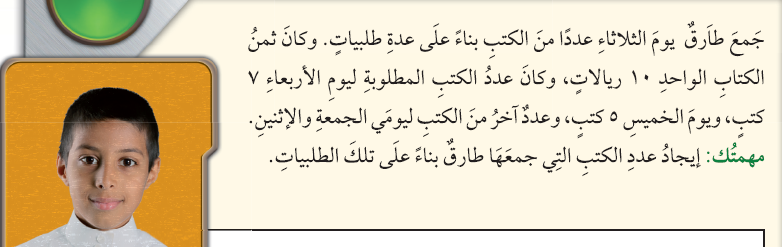 جَمعَ طَارقٌ يومَ الثلاثاءِ عددًا منَ الكتبِ بناءً علَى عدةِ طلبياتٍ. وكانَ ثمنُ
الكتابِ الواحدِ ١٠ ريالاتٍ، وكانَ عددُ الكتبِ المطلوبةِ ليومِ الأربعاءِ ٧
كتبٍ، ويومَ الخميسِ ٥ كتبٍ، وعددٌ آخرُ منَ الكتبِ ليومَي الجمعةِ والإثنينِ.
مهمتُك: إيجادُ عددِ الكتبِ التِي جمعَهَا طارقٌ بناءً علَى تلكَ الطلبياتِ.